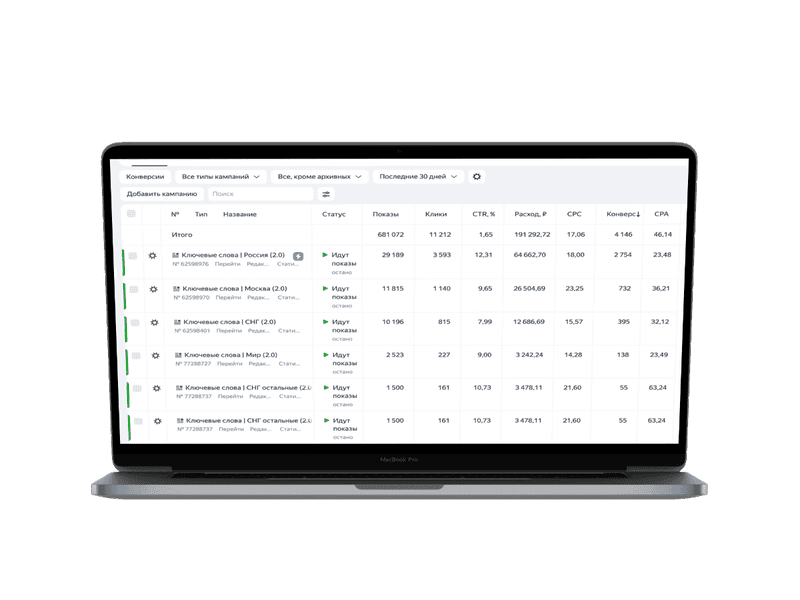 Конверсии Все типы кампаний Все, кроме архивных Последние 30 дней
Добавить кампанию Поиск
№ Тип Название Статус Показы Клики CTR, % Расход, ₽ CPC Конверс↓ CPA
Итого 681 072 11 212 1,65 191 292,72 17,06 4 146 46,14
Ключевые слова | Россия (2.0) Идут показы 29 189 3 593 12,31 64 662,70 18,00 2 754 23,48
№ 62598976 Перейти Редак... Стати... остано
Ключевые слова | Москва (2.0) Идут показы 11 815 1 140 9,65 26 504,69 23,25 732 36,21
№ 62598970 Перейти Редак... Стати... остано
Ключевые слова | СНГ (2.0) Идут показы 10 196 815 7,99 12 686,69 15,57 395 32,12
№ 62598401 Перейти Редак... Стати... остано
Ключевые слова | Мир (2.0) Идут показы 2 523 227 9,00 3 242,24 14,28 138 23,49
№ 77288727 Перейти Редак... Стати... остано
Ключевые слова | СНГ остальные (2.0 Идут показы 1 500 161 10,73 3 478,11 21,60 55 63,24
№ 77288737 Перейти Редак... Стати... остано
Ключевые слова | СНГ остальные (2.0 Идут показы 1 500 161 10,73 3 478,11 21,60 55 63,24
№ 77288737 Перейти Редак... Стати... остано
MacBook Pro